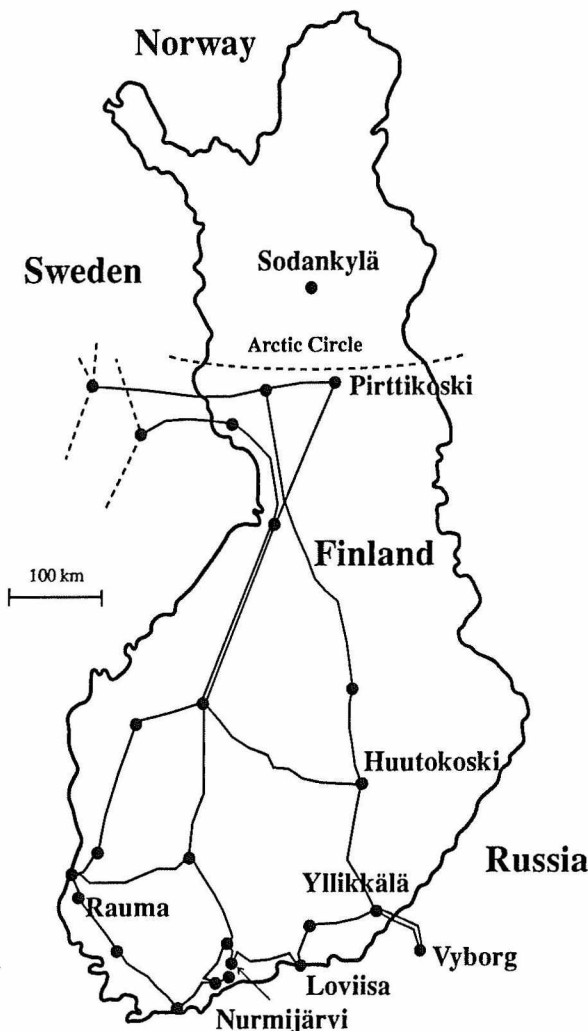 Norway
Sweden
Sodankylä
Arctic Circle
Pirttikoski
Finland
100 km
Huutokoski
Russia
Yllikkälä
Rauma
Vyborg
Loviisa
Nurmijärvi